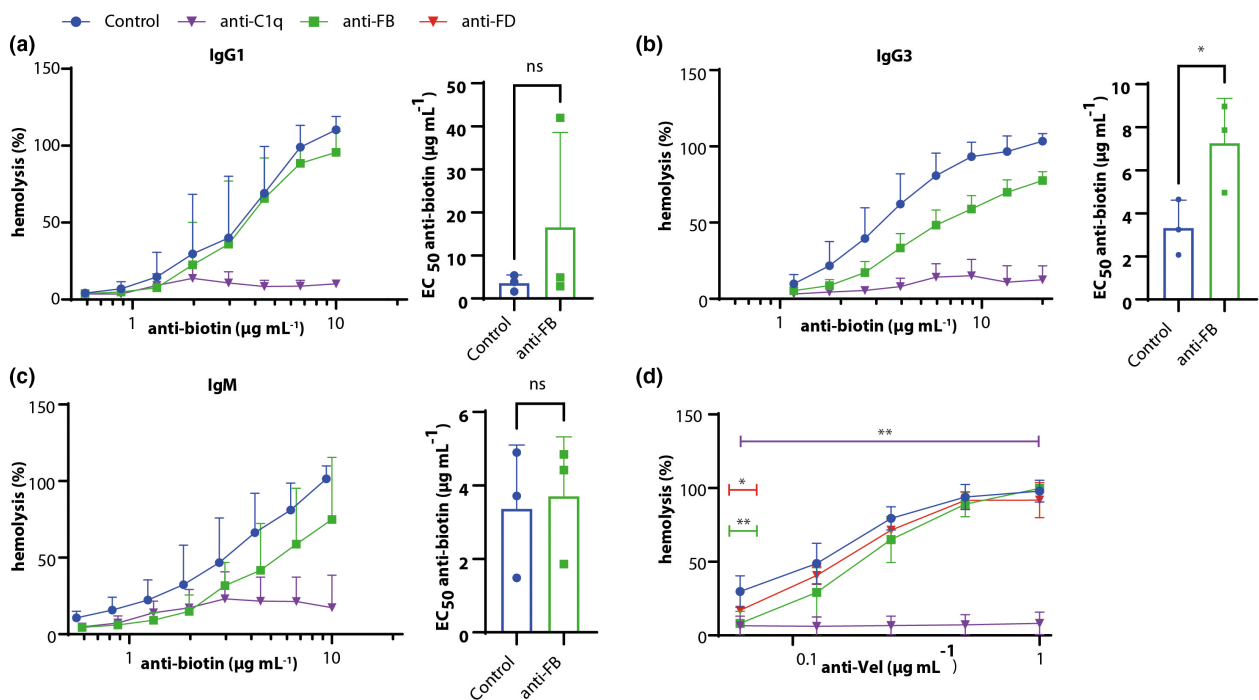 Control anti-C1q anti-FB anti-FD
(a)
IgG1
150
100
50
0
hemolysis (%)
1 10
anti-biotin (µg mL-1)
ns
50
40
30
20
10
0
EC 50 anti-biotin (µg mL-1)
Control
anti-FB
(b)
IgG3
150
100
50
0
hemolysis (%)
1 10
anti-biotin (µg mL-1)
*
10
8
6
4
2
0
EC50 anti-biotin (µg mL-1)
Control
anti-FB
(c)
IgM
150
100
50
0
hemolysis (%)
1 10
anti-biotin (µg mL-1)
ns
6
4
2
0
EC50 anti-biotin (µg mL-1)
Control
anti-FB
(d)
150
100
50
0
hemolysis (%)
**
*
**
0.1 1
anti-Vel (µg mL-1)